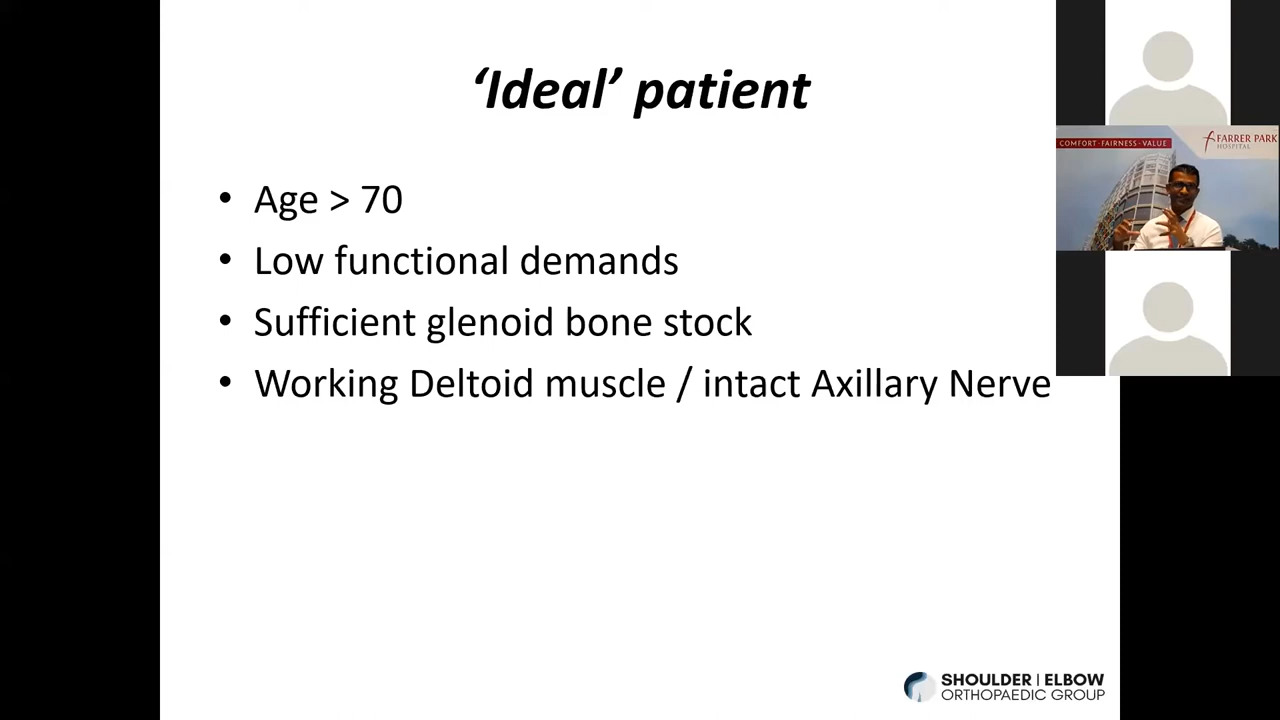 ‘Ideal’ patient
• Age > 70
• Low functional demands
• Sufficient glenoid bone stock
• Working Deltoid muscle / intact Axillary Nerve
COMFORT · FAIRNESS · VALUE
FARRER PARK
HOSPITAL
SHOULDER | ELBOW
ORTHOPAEDIC GROUP